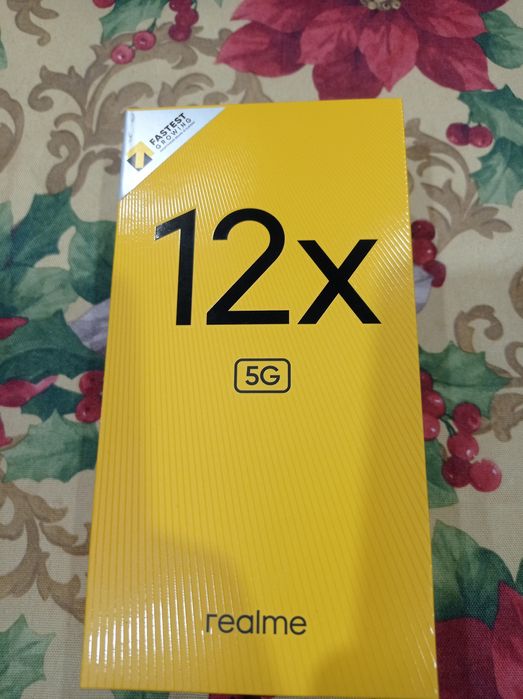 FASTEST
GROWING
12x
5G
realme